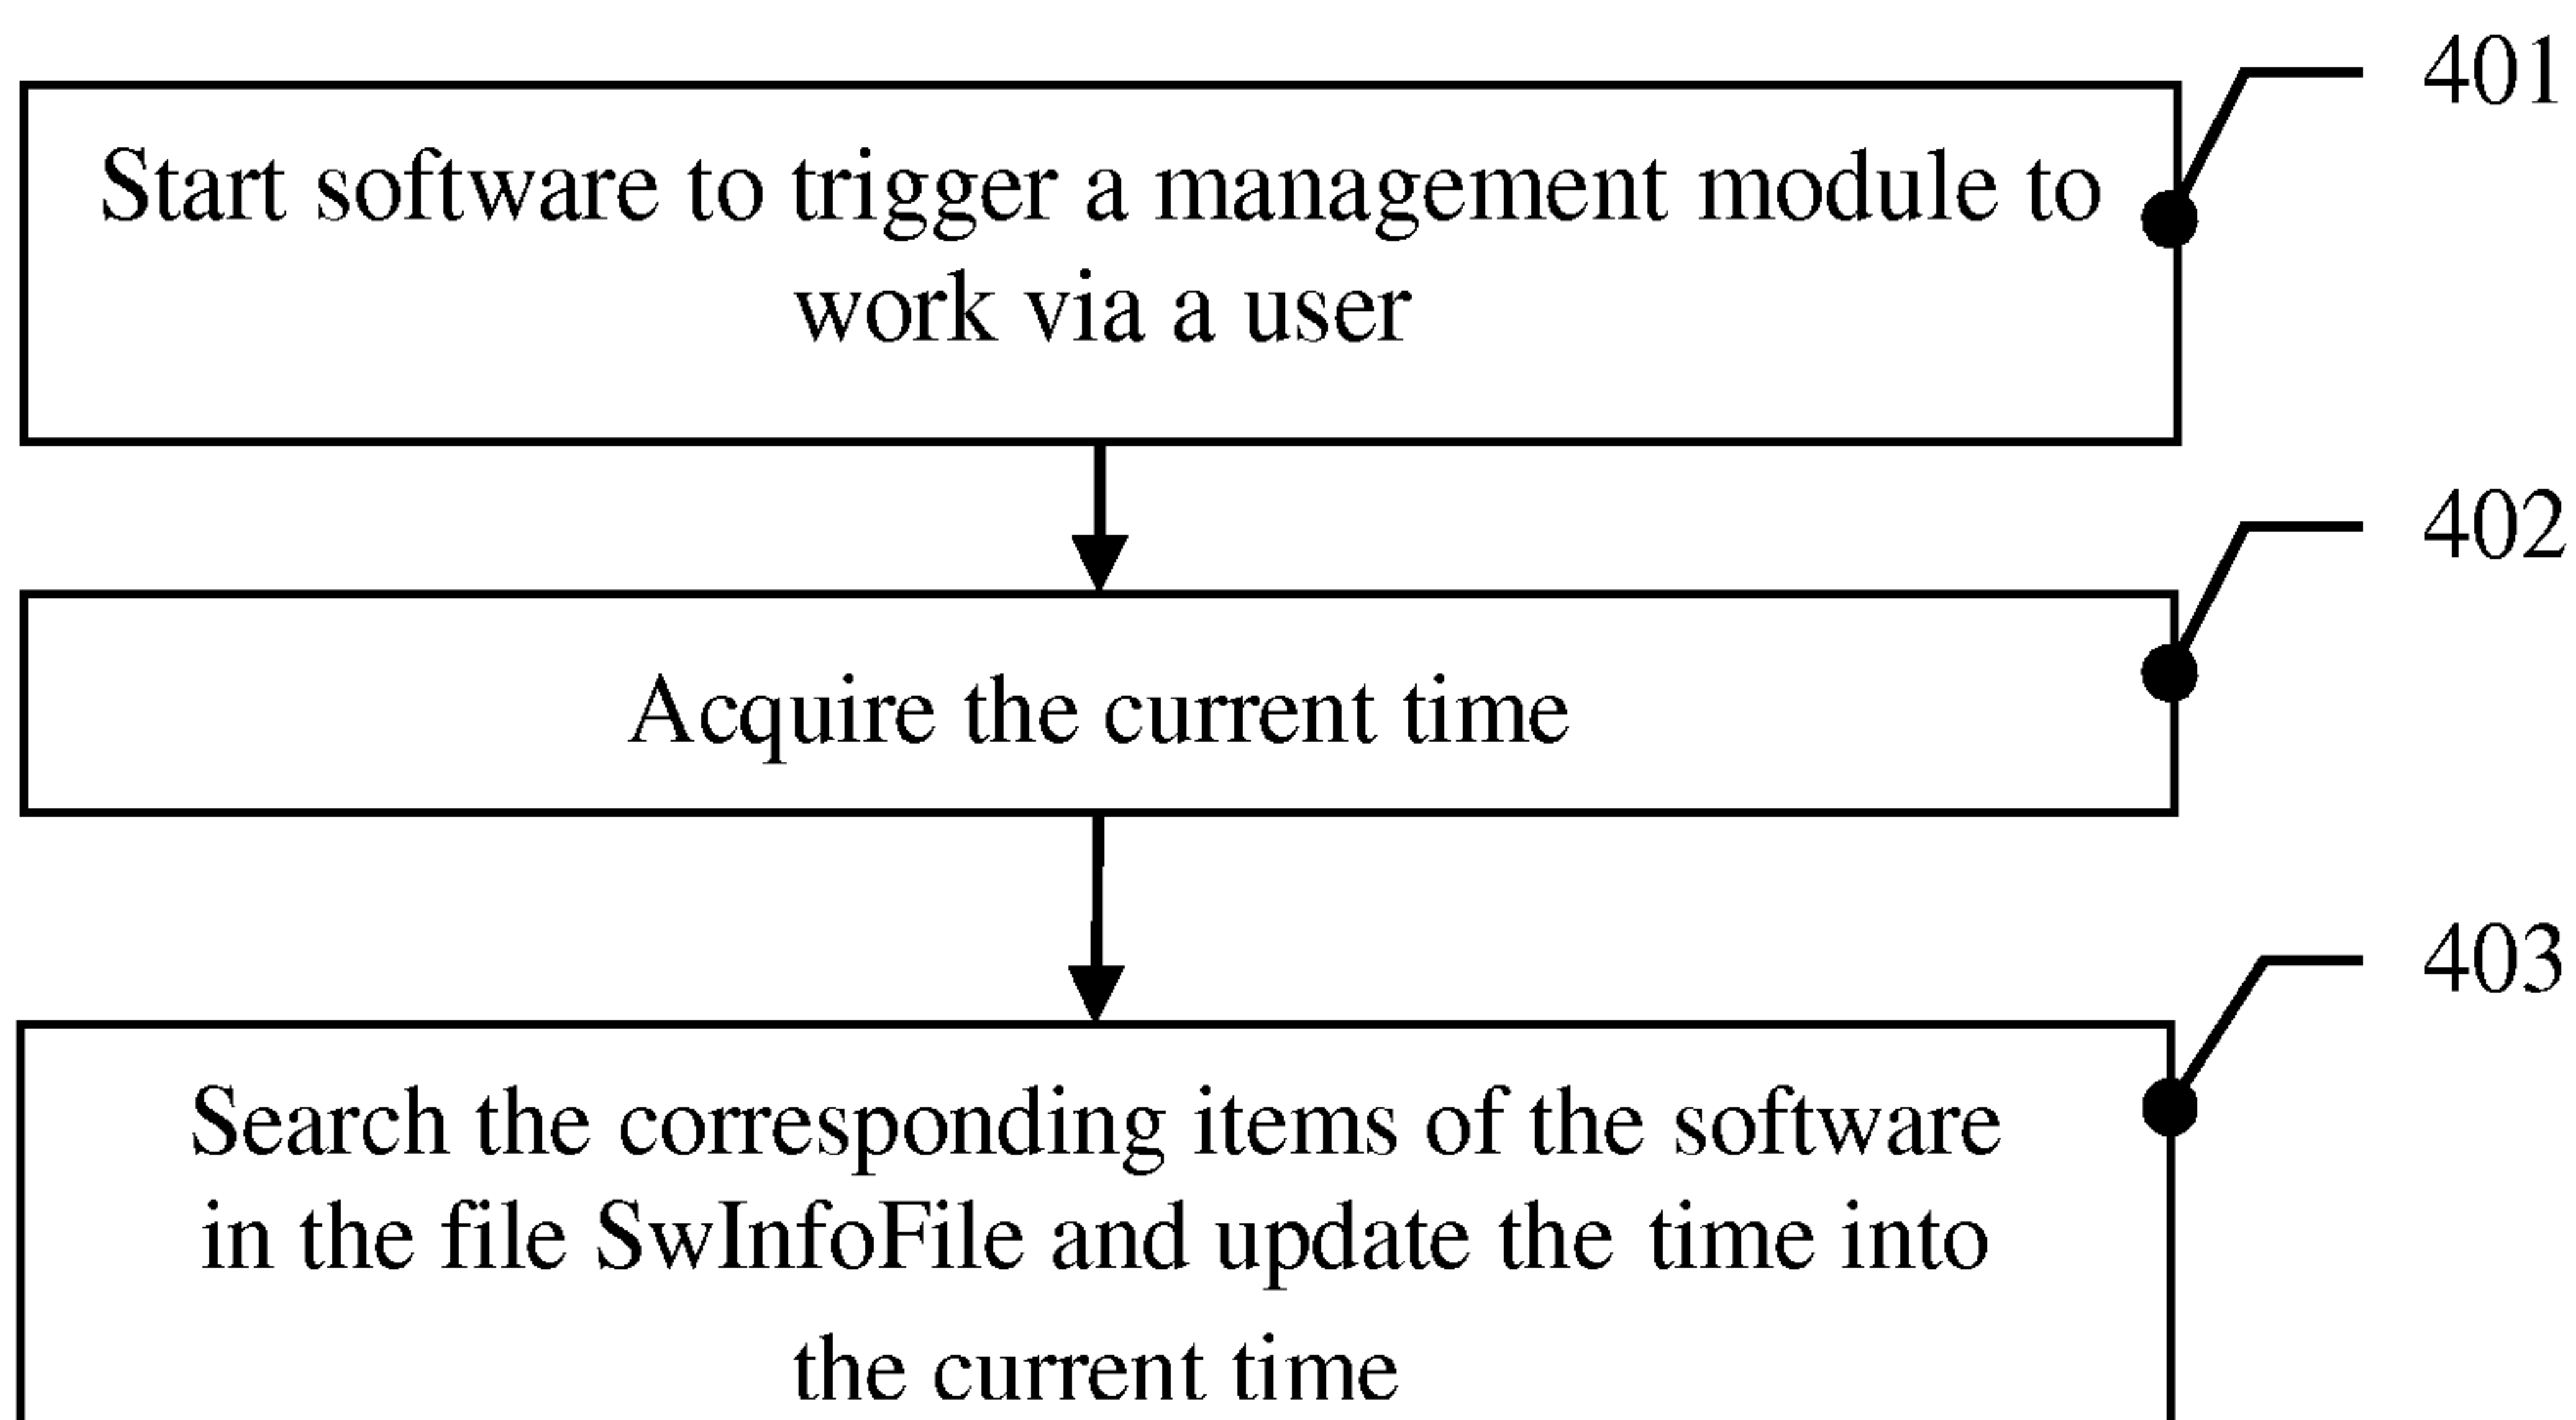 401
Start software to trigger a management module to
work via a user
402
Acquire the current time
403
Search the corresponding items of the software
in the file SwInfoFile and update the time into
the current time